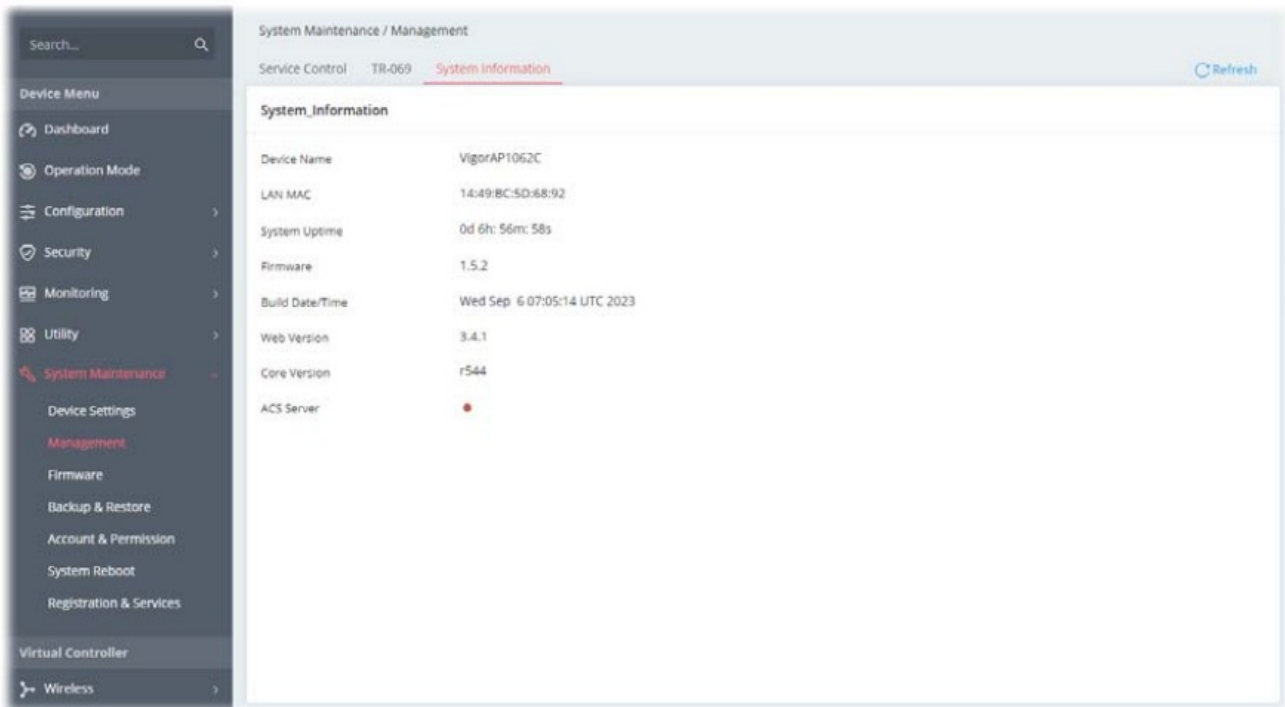 Search...
Device Menu
Dashboard
Operation Mode
Configuration
Security
Monitoring
Utility
System Maintenance
Device Settings
Management
Firmware
Backup & Restore
Account & Permission
System Reboot
Registration & Services
Virtual Controller
Wireless
System Maintenance / Management
Service Control TR-069 System Information Refresh
System_Information
Device Name VigorAP1062C
LAN MAC 14:49:BC:5D:68:92
System Uptime 0d 6h: 56m: 58s
Firmware 1.5.2
Build Date/Time Wed Sep 6 07:05:14 UTC 2023
Web Version 3.4.1
Core Version r544
ACS Server